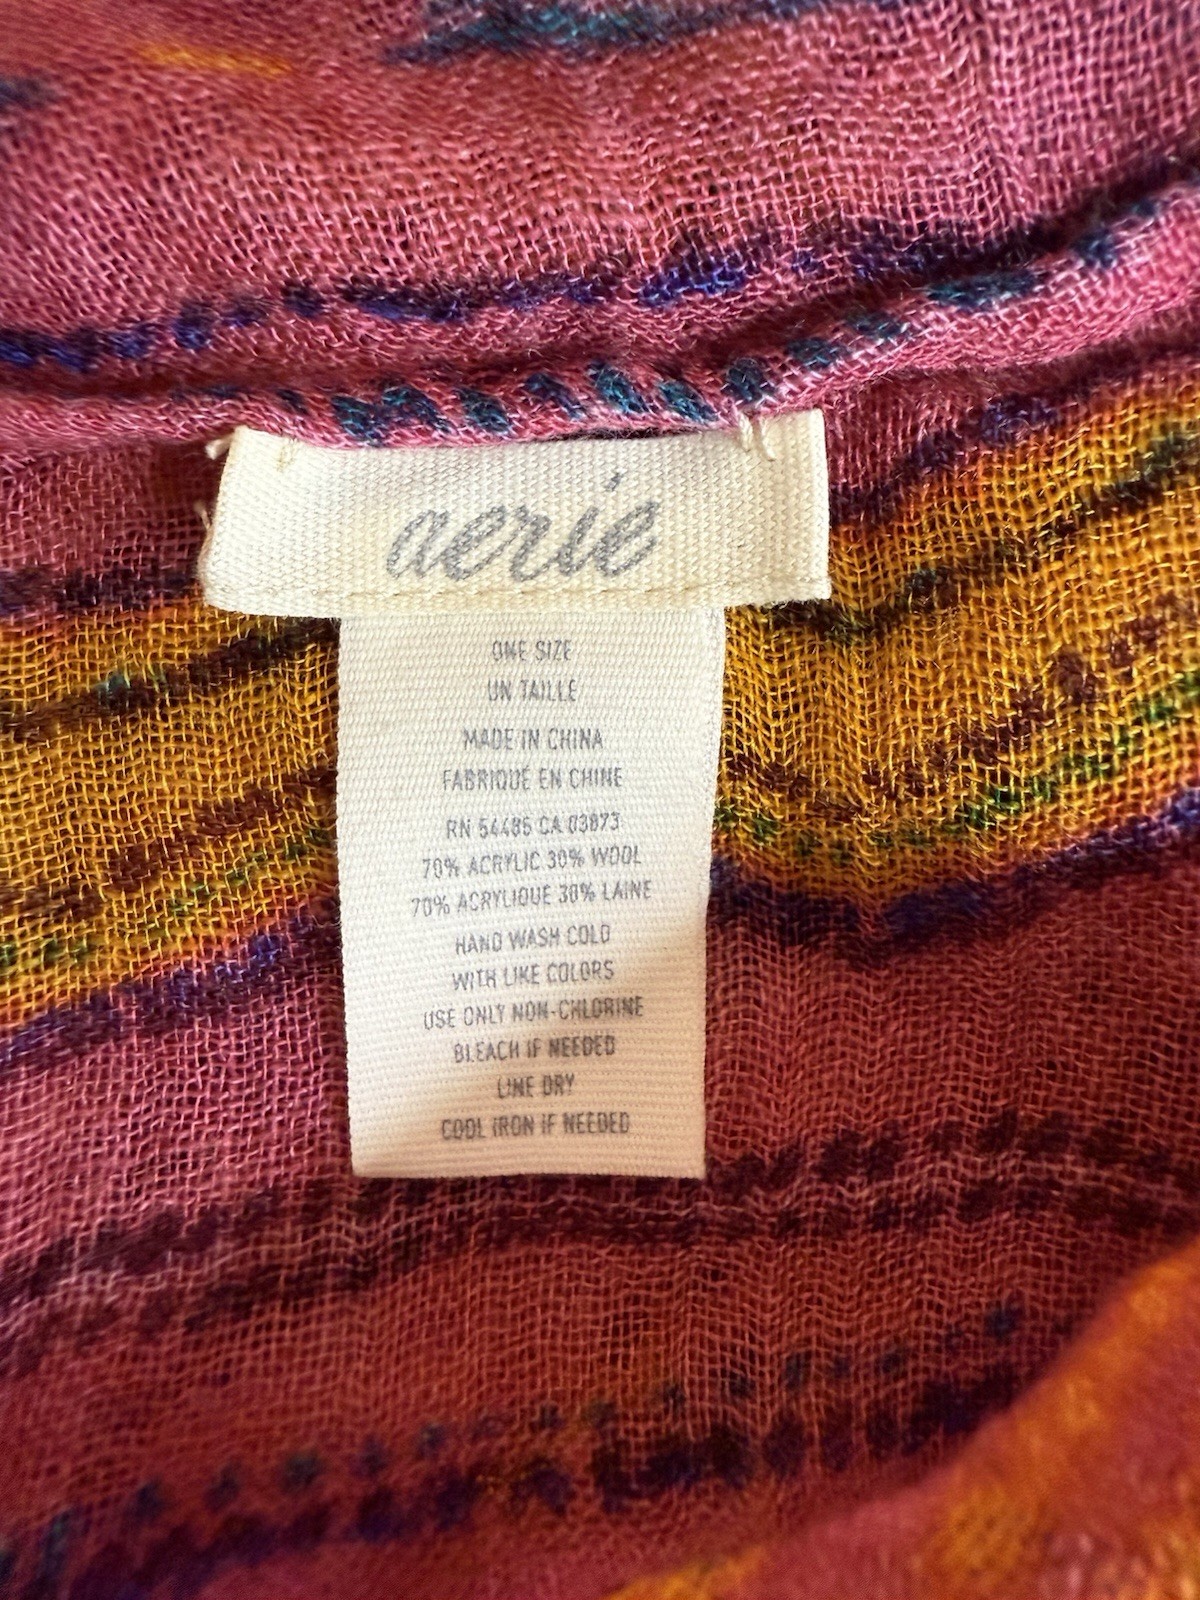 aerie
ONE SIZE
UN TAILLE
MADE IN CHINA
FABRIQUÉ EN CHINE
RN 54485 CA 03873
70% ACRYLIC 30% WOOL
70% ACRYLIQUE 30% LAINE
HAND WASH COLD
WITH LIKE COLORS
USE ONLY NON-CHLORINE
BLEACH IF NEEDED
LINE DRY
COOL IRON IF NEEDED